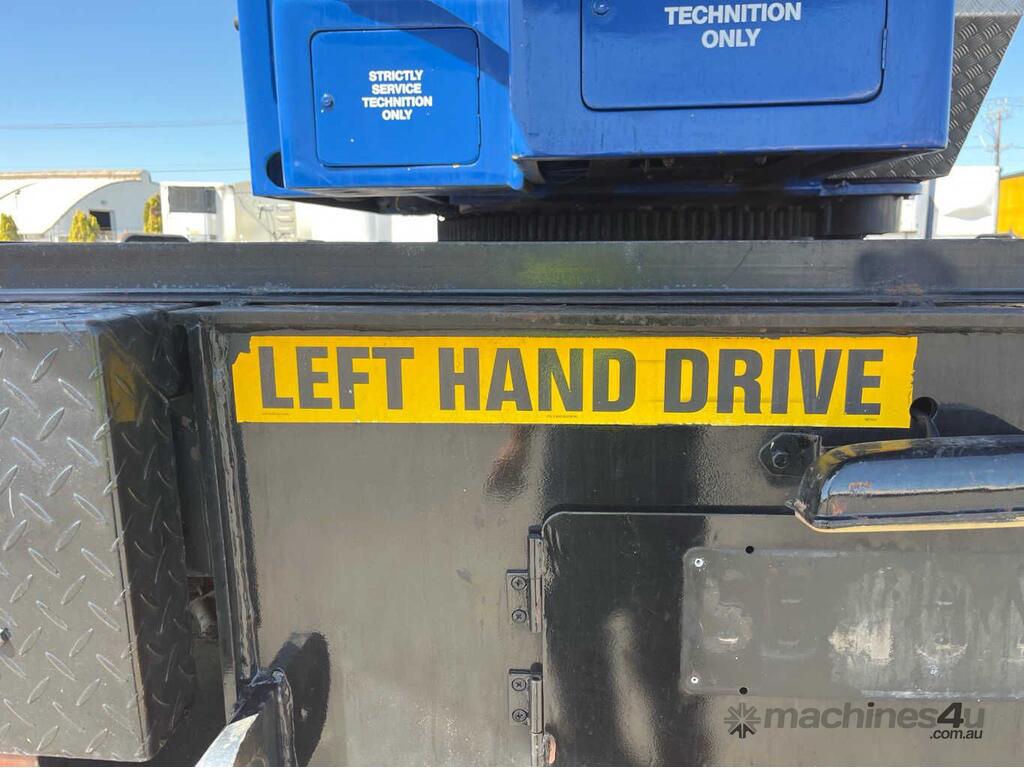 TECHNITION
ONLY
STRICTLY
SERVICE
TECHNITION
ONLY
LEFT HAND DRIVE
machines4u
.com.au